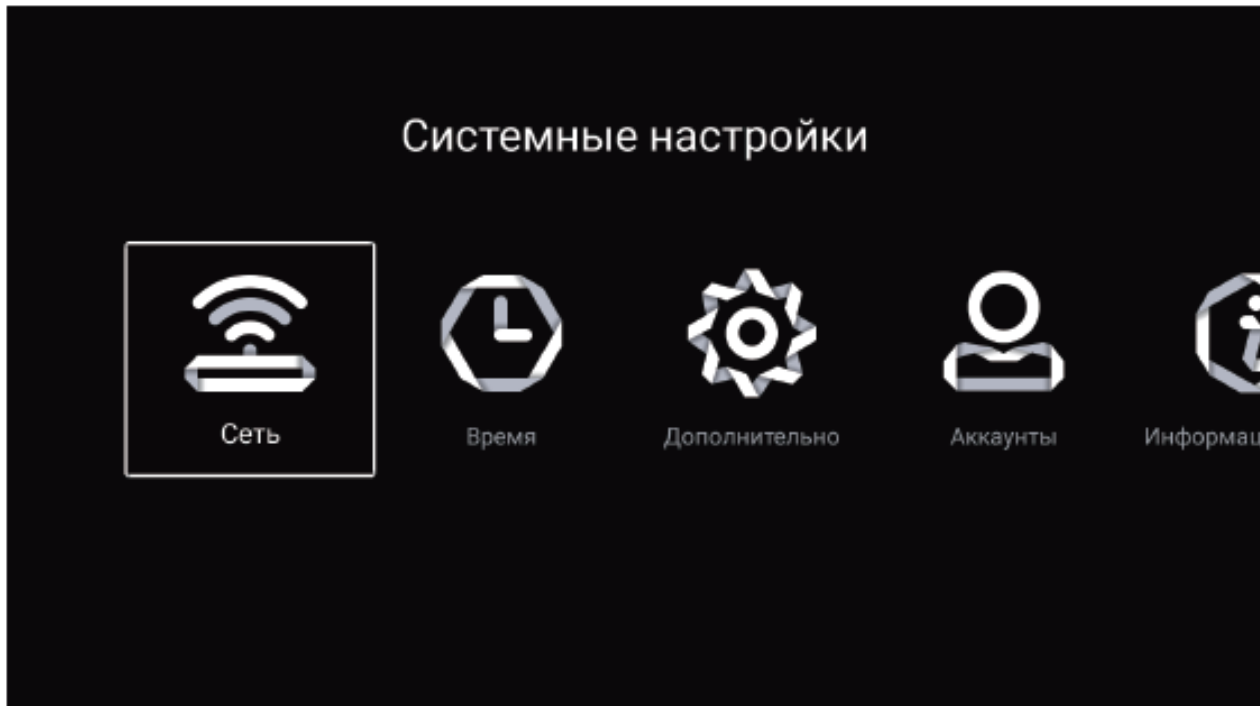 Системные настройки
Сеть
Время
Дополнительно
Аккаунты